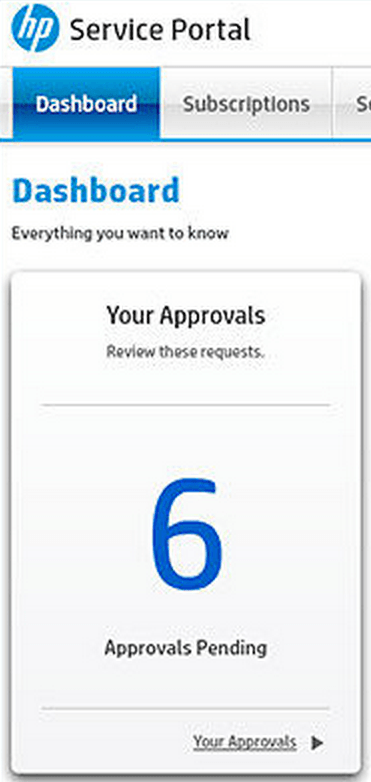 hp Service Portal
Dashboard Subscriptions
Dashboard
Everything you want to know
Your Approvals
Review these requests.
6
Approvals Pending
Your Approvals